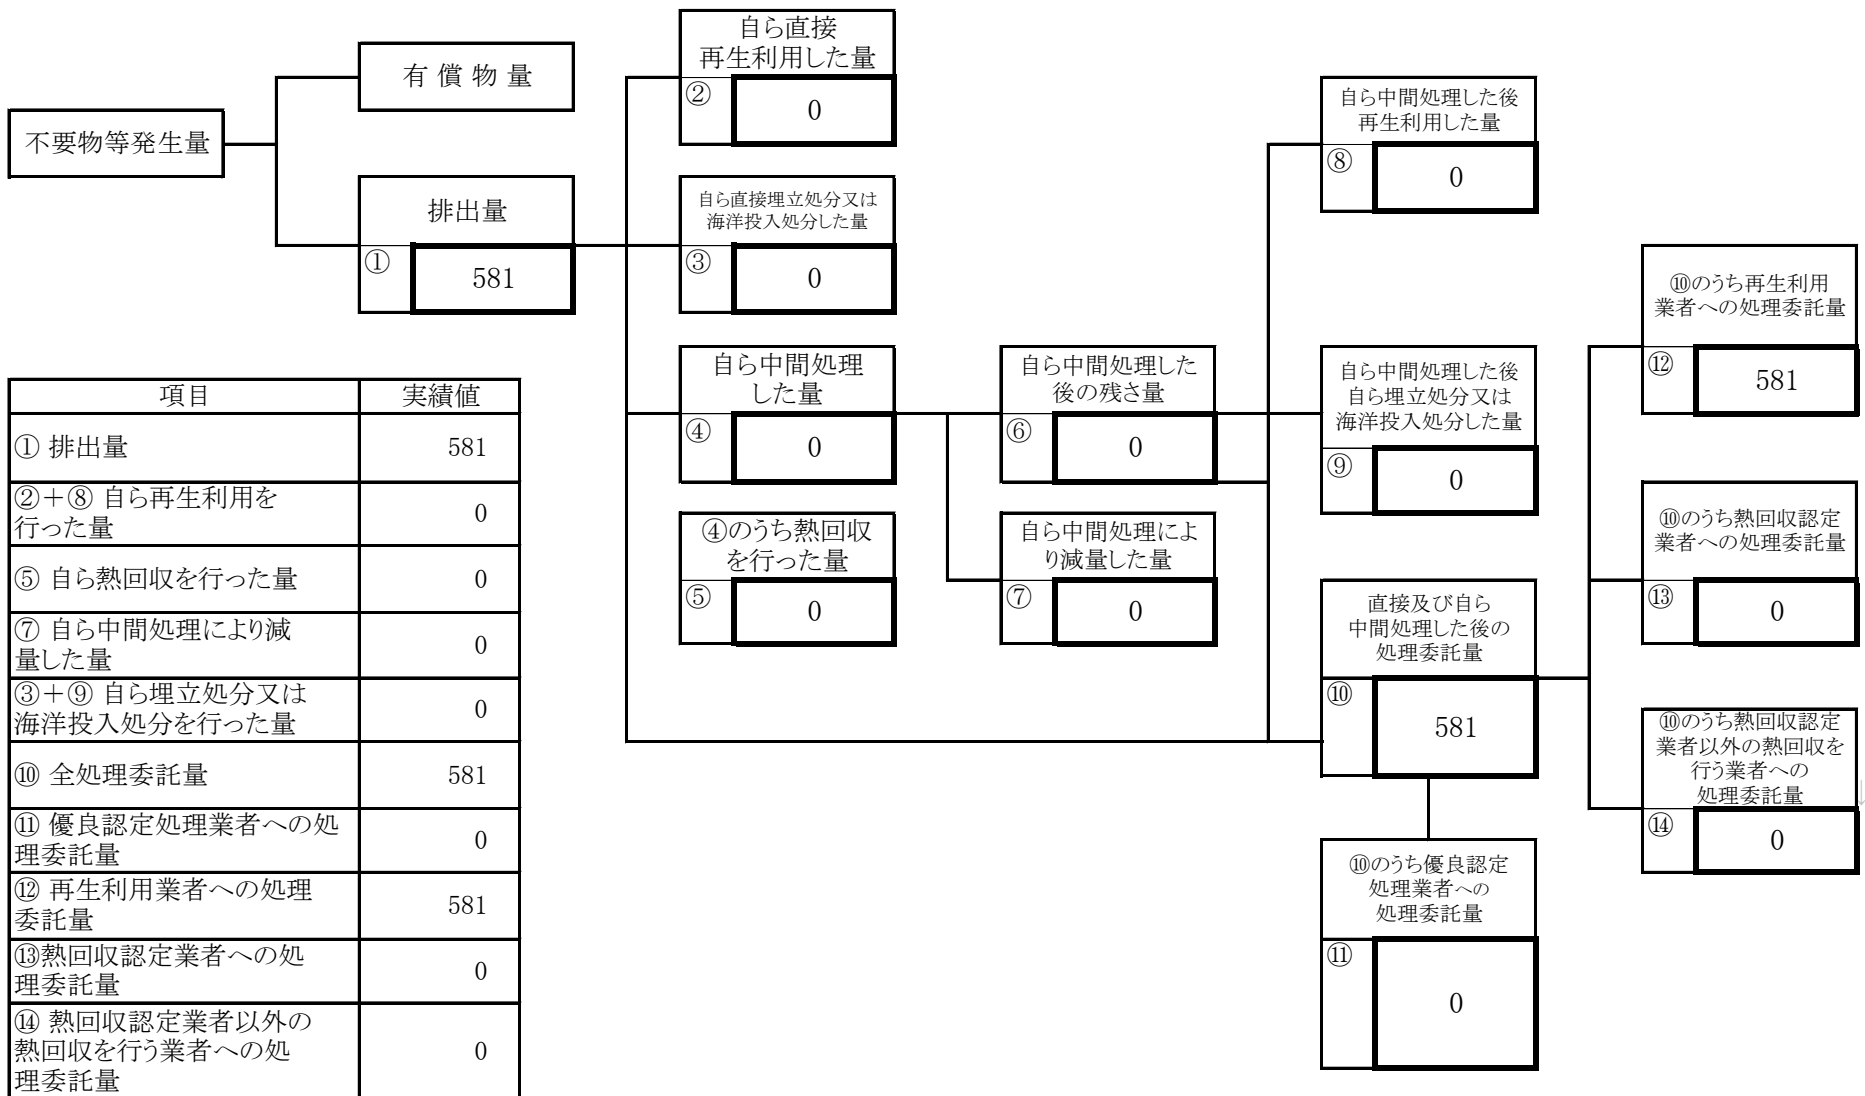 不要物等発生量
有 償 物 量
排出量
①
581
自ら直接
再生利用した量
②
0
自ら直接埋立処分又は
海洋投入処分した量
③
0
自ら中間処理
した量
④
0
④のうち熱回収
を行った量
⑤
0
自ら中間処理した
後の残さ量
⑥
0
自ら中間処理によ
り減量した量
⑦
0
自ら中間処理した後
再生利用した量
⑧
0
自ら中間処理した後
自ら埋立処分又は
海洋投入処分した量
⑨
0
直接及び自ら
中間処理した後の
処理委託量
⑩
581
⑩のうち優良認定
処理業者への
処理委託量
⑪
0
⑩のうち再生利用
業者への処理委託量
⑫
581
⑩のうち熱回収認定
業者への処理委託量
⑬
0
⑩のうち熱回収認定
業者以外の熱回収を
行う業者への
処理委託量
⑭
0
↓
項目 実績値
① 排出量 581
②+⑧ 自ら再生利用を
行った量 0
⑤ 自ら熱回収を行った量 0
⑦ 自ら中間処理により減
量した量 0
③+⑨ 自ら埋立処分又は
海洋投入処分を行った量 0
⑩ 全処理委託量 581
⑪ 優良認定処理業者への処
理委託量 0
⑫ 再生利用業者への処理
委託量 581
⑬熱回収認定業者への処
理委託量 0
⑭ 熱回収認定業者以外の
熱回収を行う業者への処
理委託量 0